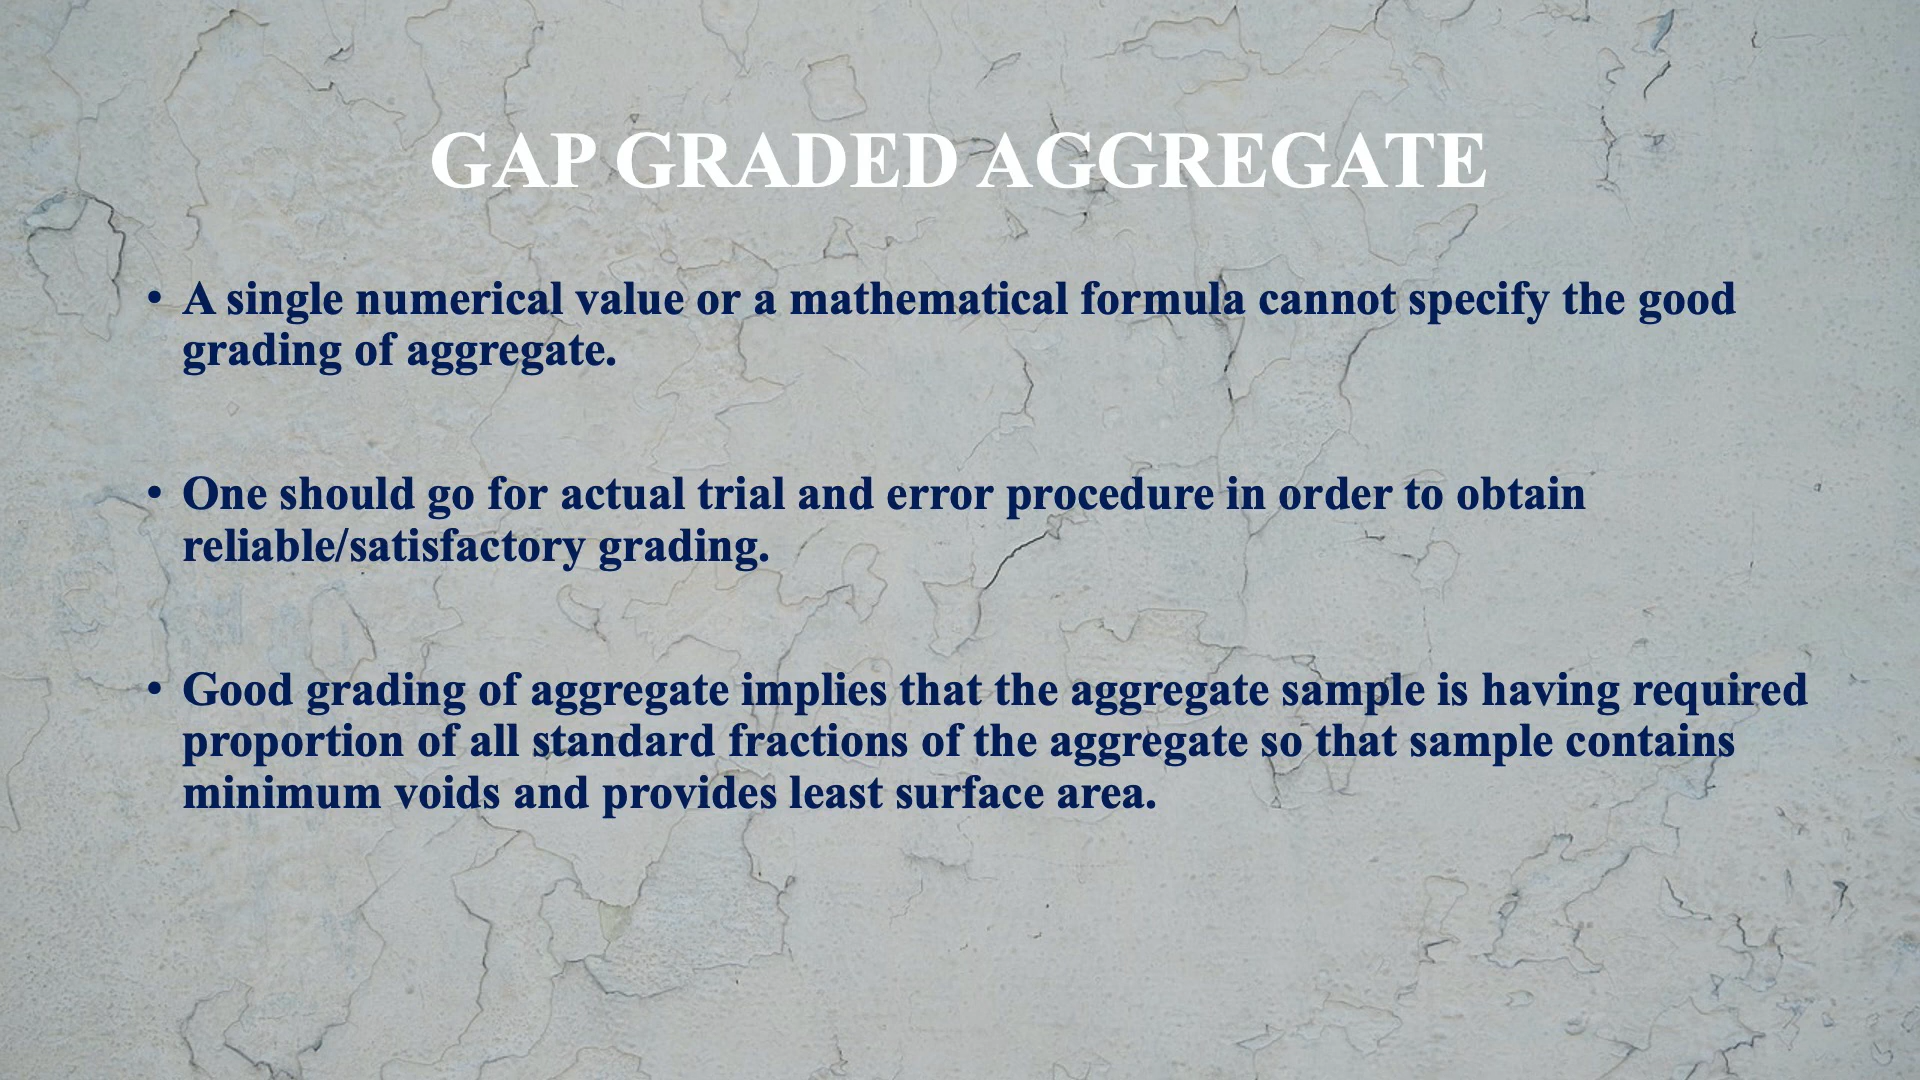 GAP GRADED AGGREGATE
• A single numerical value or a mathematical formula cannot specify the good
grading of aggregate.
• One should go for actual trial and error procedure in order to obtain
reliable/satisfactory grading.
• Good grading of aggregate implies that the aggregate sample is having required
proportion of all standard fractions of the aggregate so that sample contains
minimum voids and provides least surface area.